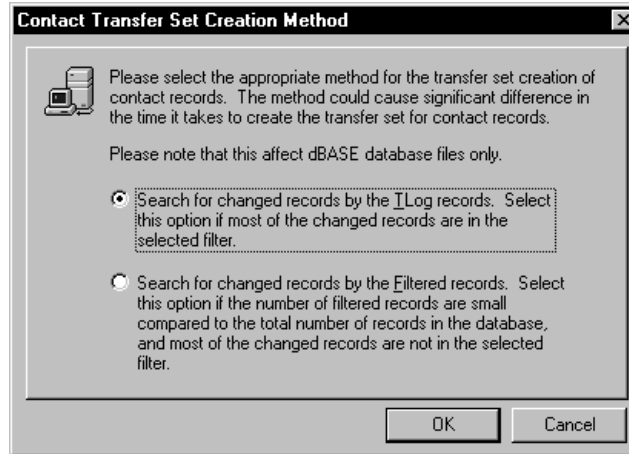 Contact Transfer Set Creation Method
Please select the appropriate method for the transfer set creation of
contact records. The method could cause significant difference in
the time it takes to create the transfer set for contact records.
Please note that this affect dBASE database files only.
Search for changed records by the TLog records. Select
this option if most of the changed records are in the
selected filter.
Search for changed records by the Filtered records. Select
this option if the number of filtered records are small
compared to the total number of records in the database,
and most of the changed records are not in the selected
filter.
OK
Cancel